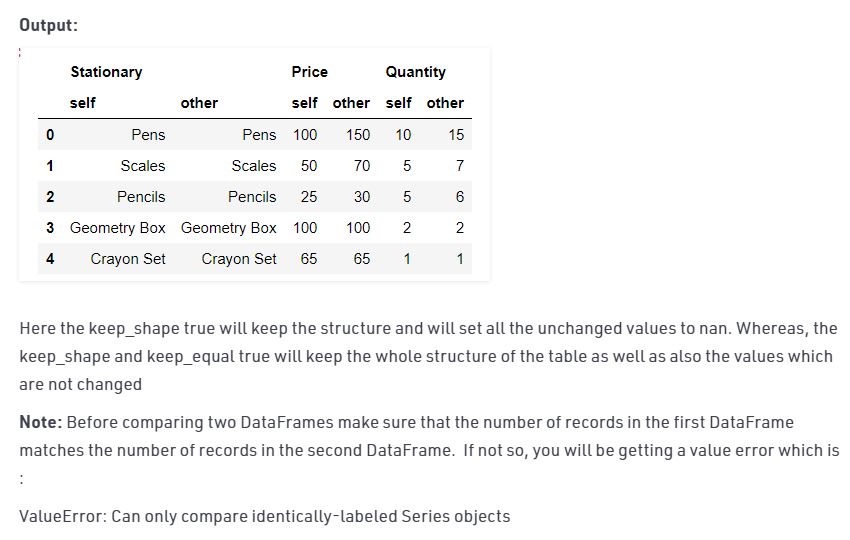 Output:
Stationary Price Quantity
self other self other self other
0 Pens Pens 100 150 10 15
1 Scales Scales 50 70 5 7
2 Pencils Pencils 25 30 5 6
3 Geometry Box Geometry Box 100 100 2 2
4 Crayon Set Crayon Set 65 65 1 1
Here the keep_shape true will keep the structure and will set all the unchanged values to nan. Whereas, the
keep_shape and keep_equal true will keep the whole structure of the table as well as also the values which
are not changed
Note: Before comparing two DataFrames make sure that the number of records in the first DataFrame
matches the number of records in the second DataFrame.  If not so, you will be getting a value error which is
:
ValueError: Can only compare identically-labeled Series objects